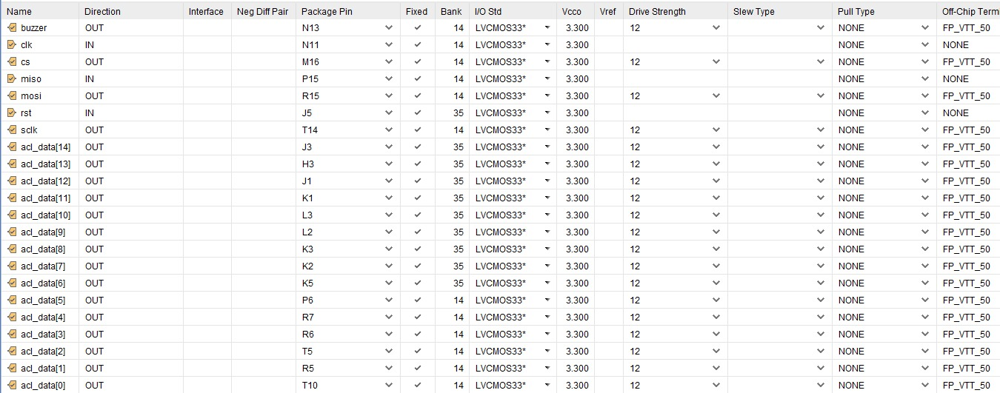 Name Direction Interface Neg Diff Pair Package Pin Fixed Bank I/O Std Vcco Vref Drive Strength Slew Type Pull Type Off-Chip Termi
buzzer OUT N13 14 LVCMOS33* 3.300 12 NONE FP_VTT_50
clk IN N11 14 LVCMOS33* 3.300 NONE NONE
cs OUT M16 14 LVCMOS33* 3.300 12 NONE FP_VTT_50
miso IN P15 14 LVCMOS33* 3.300 NONE NONE
mosi OUT R15 14 LVCMOS33* 3.300 12 NONE FP_VTT_50
rst IN J5 35 LVCMOS33* 3.300 NONE NONE
sclk OUT T14 14 LVCMOS33* 3.300 12 NONE FP_VTT_50
acl_data[14] OUT J3 35 LVCMOS33* 3.300 12 NONE FP_VTT_50
acl_data[13] OUT H3 35 LVCMOS33* 3.300 12 NONE FP_VTT_50
acl_data[12] OUT J1 35 LVCMOS33* 3.300 12 NONE FP_VTT_50
acl_data[11] OUT K1 35 LVCMOS33* 3.300 12 NONE FP_VTT_50
acl_data[10] OUT L3 35 LVCMOS33* 3.300 12 NONE FP_VTT_50
acl_data[9] OUT L2 35 LVCMOS33* 3.300 12 NONE FP_VTT_50
acl_data[8] OUT K3 35 LVCMOS33* 3.300 12 NONE FP_VTT_50
acl_data[7] OUT K2 35 LVCMOS33* 3.300 12 NONE FP_VTT_50
acl_data[6] OUT K5 35 LVCMOS33* 3.300 12 NONE FP_VTT_50
acl_data[5] OUT P6 14 LVCMOS33* 3.300 12 NONE FP_VTT_50
acl_data[4] OUT R7 14 LVCMOS33* 3.300 12 NONE FP_VTT_50
acl_data[3] OUT R6 14 LVCMOS33* 3.300 12 NONE FP_VTT_50
acl_data[2] OUT T5 14 LVCMOS33* 3.300 12 NONE FP_VTT_50
acl_data[1] OUT R5 14 LVCMOS33* 3.300 12 NONE FP_VTT_50
acl_data[0] OUT T10 14 LVCMOS33* 3.300 12 NONE FP_VTT_50